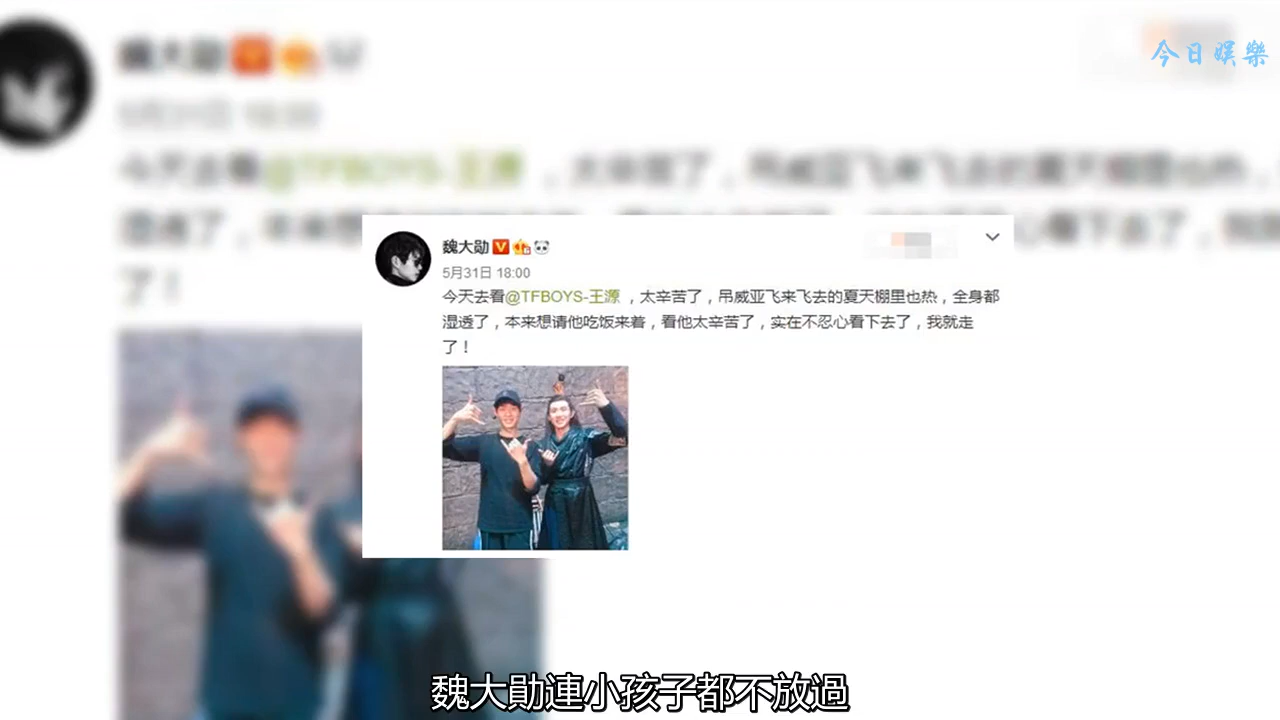 今日娱樂
魏大勋
5月31日 18:00
今天去看@TFBOYS-王源 ，太辛苦了，吊威亚飞来飞去的夏天棚里也热，全身都
湿透了，本来想请他吃饭来着，看他太辛苦了，实在不忍心看下去了，我就走
了！
魏大勛連小孩子都不放過